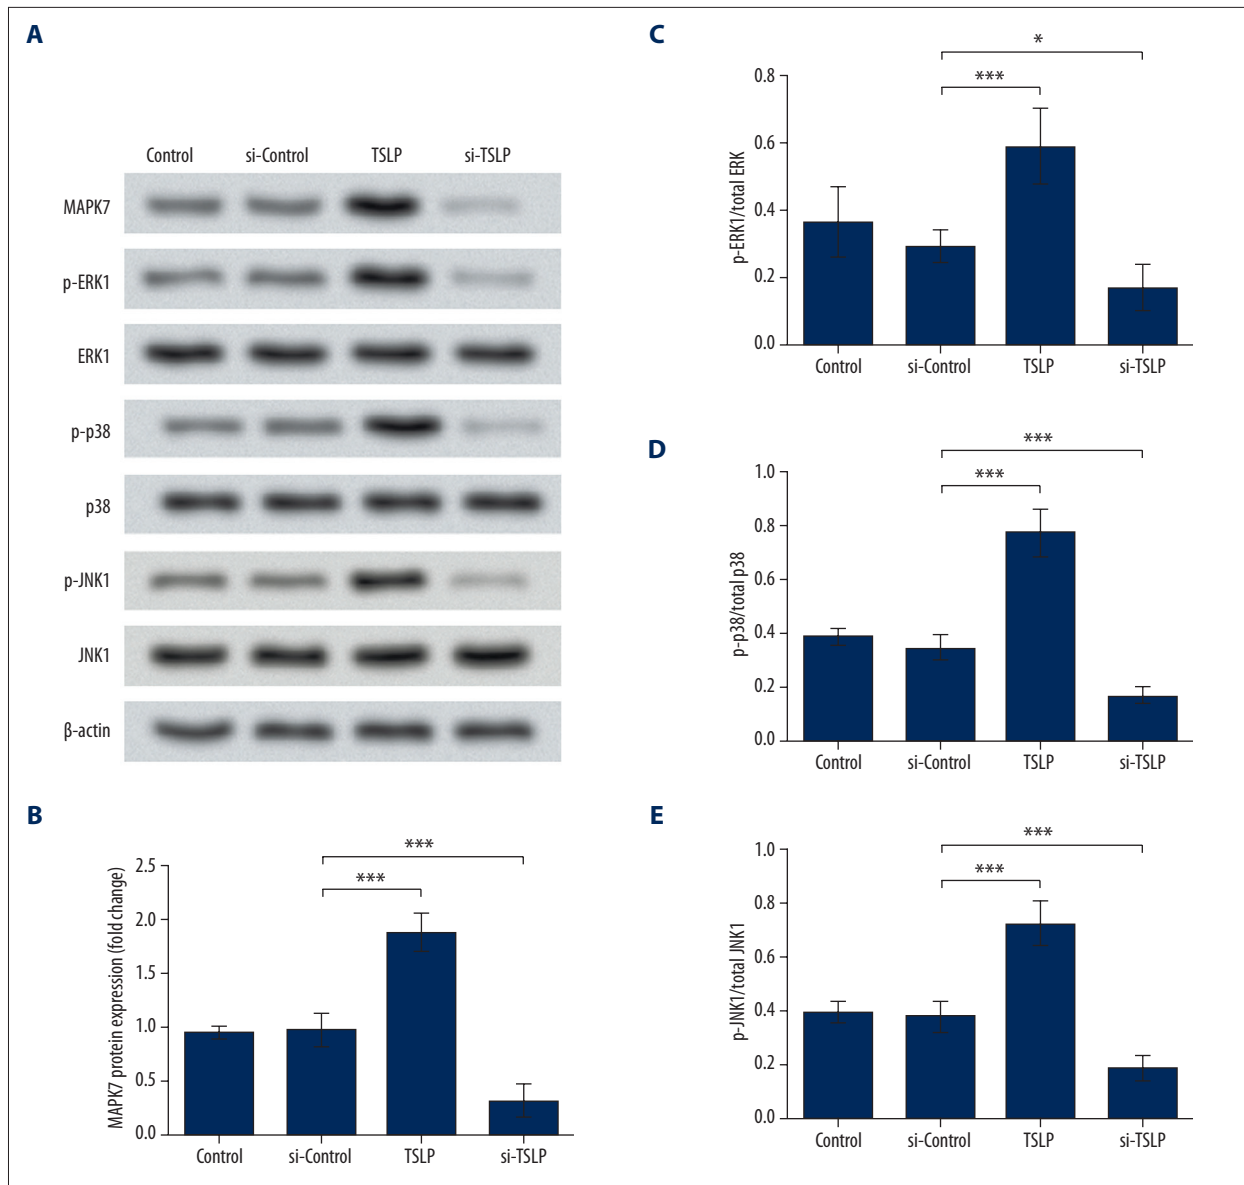 A
Control si-Control TSLP si-TSLP
MAPK7
p-ERK1
ERK1
p-p38
p38
p-JNK1
JNK1
β-actin
B
MAPK7 protein expression (fold change)
2.5
2.0
1.5
1.0
0.5
0.0
***
***
Control si-Control TSLP si-TSLP
C
p-ERK1/total ERK
0.8
0.6
0.4
0.2
0.0
*
***
Control si-Control TSLP si-TSLP
D
p-p38/total p38
1.0
0.8
0.6
0.4
0.2
0.0
***
***
Control si-Control TSLP si-TSLP
E
p-JNK1/total JNK1
1.0
0.8
0.6
0.4
0.2
0.0
***
***
Control si-Control TSLP si-TSLP